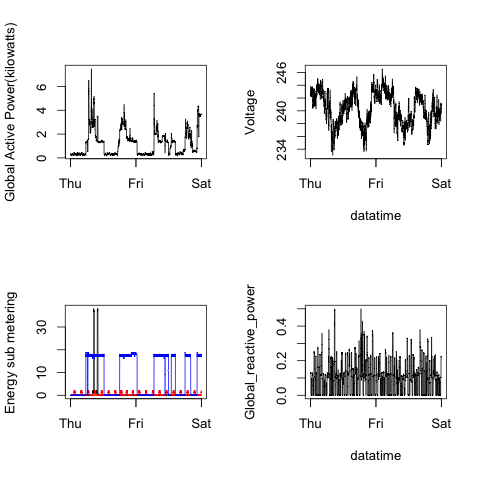 Global Active Power(kilowatts)
0 2 4 6
Thu Fri Sat
Voltage
234 240 246
Thu Fri Sat
datatime
Energy sub metering
0 10 30
Thu Fri Sat
Global_reactive_power
0.0 0.2 0.4
Thu Fri Sat
datatime